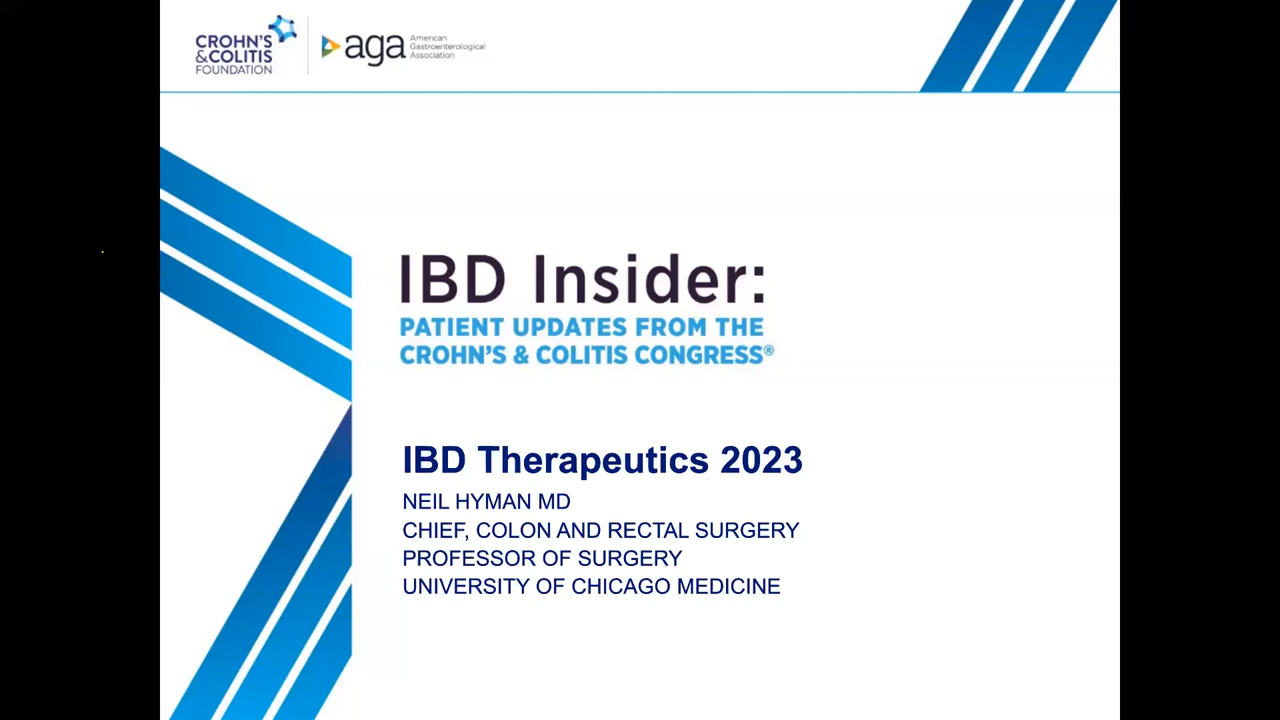 CROHN'S
&COLITIS
FOUNDATION
aga
American
Gastroenterological
Association
IBD Insider:
PATIENT UPDATES FROM THE
CROHN'S & COLITIS CONGRESS®
IBD Therapeutics 2023
NEIL HYMAN MD
CHIEF, COLON AND RECTAL SURGERY
PROFESSOR OF SURGERY
UNIVERSITY OF CHICAGO MEDICINE